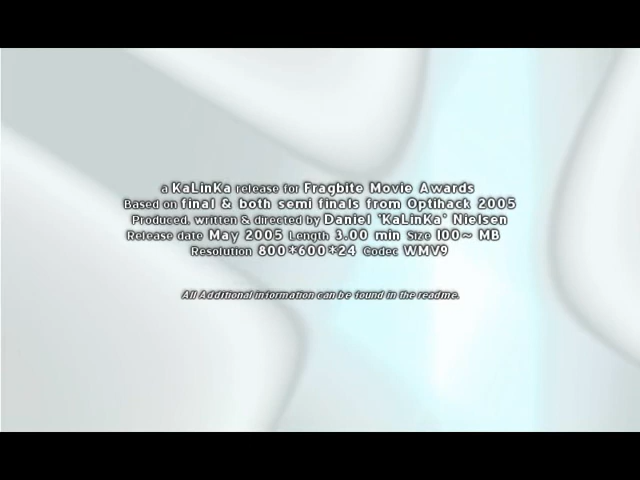 a KaLinKa release for Fragbite Movie Awards
Based on final & both semi finals from Optihack 2005
Produced, written & directed by Daniel 'KaLinKa' Nielsen
Release date May 2005 Length 3.00 min Size 100~ MB
Resolution 800*600*24 Codec WMV9
All Additional information can be found in the readme.